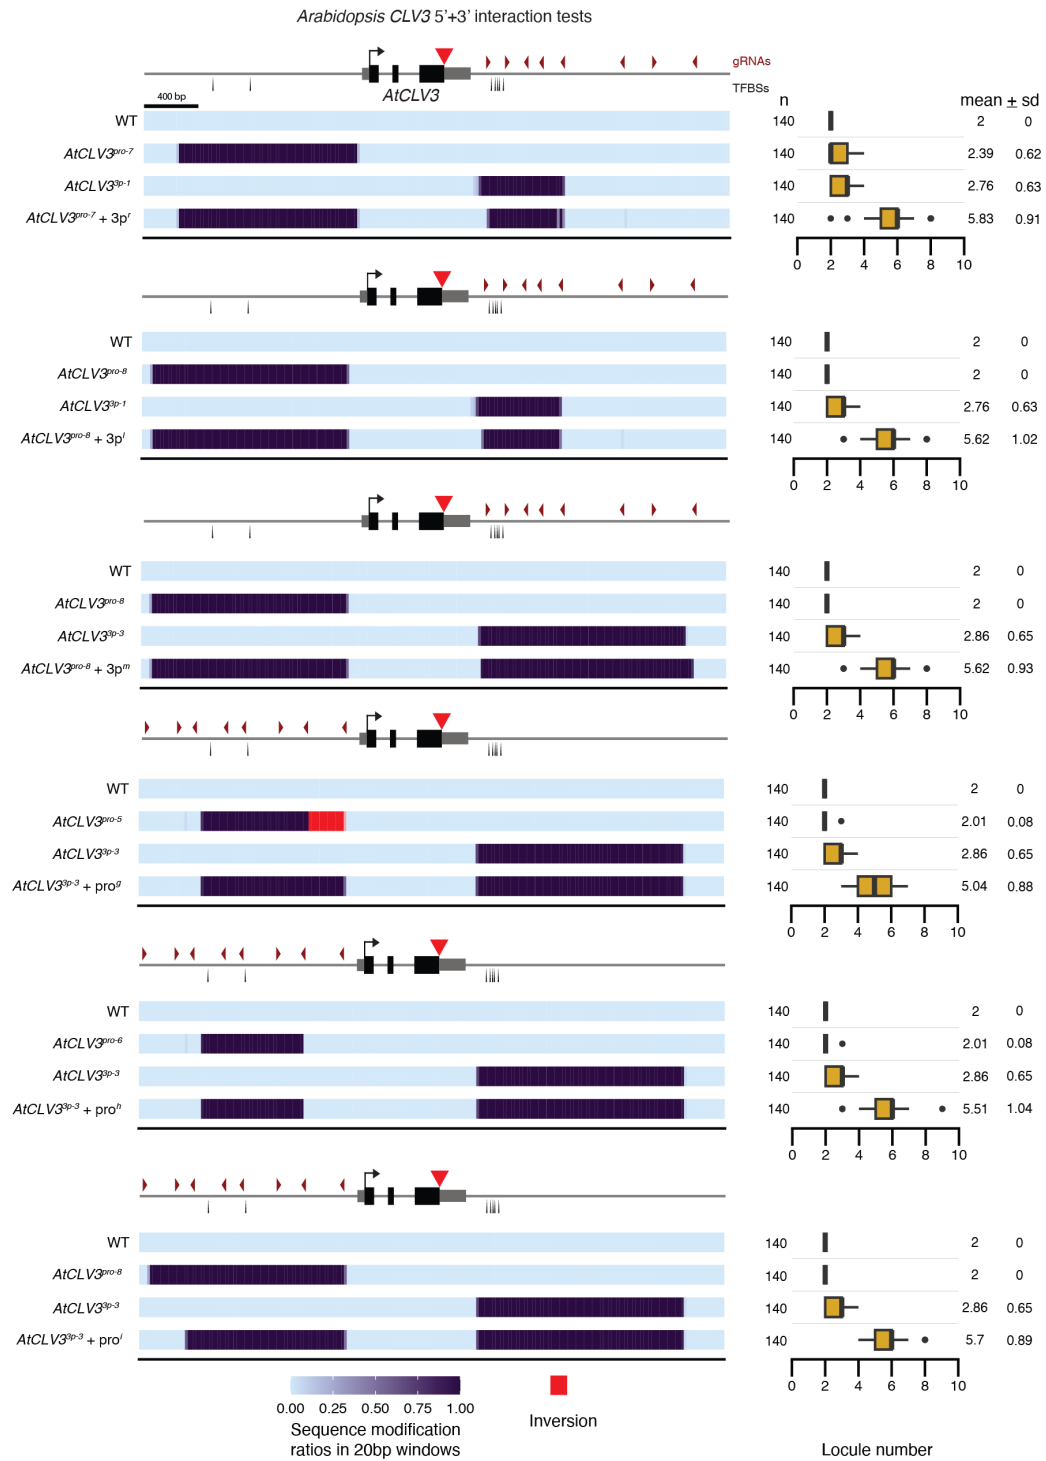 Arabidopsis CLV3 5'+3' interaction tests
gRNAs
TFBSs
AtCLV3
400 bp
n mean ± sd
WT 140 2 0
AtCLV3pro-7 140 2.39 0.62
AtCLV33p-1 140 2.76 0.63
AtCLV3pro-7 + 3pr 140 5.83 0.91
0 2 4 6 8 10
WT 140 2 0
AtCLV3pro-8 140 2 0
AtCLV33p-1 140 2.76 0.63
AtCLV3pro-8 + 3pl 140 5.62 1.02
0 2 4 6 8 10
WT 140 2 0
AtCLV3pro-8 140 2 0
AtCLV33p-3 140 2.86 0.65
AtCLV3pro-8 + 3pm 140 5.62 0.93
0 2 4 6 8 10
WT 140 2 0
AtCLV3pro-5 140 2.01 0.08
AtCLV33p-3 140 2.86 0.65
AtCLV33p-3 + prog 140 5.04 0.88
0 2 4 6 8 10
WT 140 2 0
AtCLV3pro-6 140 2.01 0.08
AtCLV33p-3 140 2.86 0.65
AtCLV33p-3 + proh 140 5.51 1.04
0 2 4 6 8 10
WT 140 2 0
AtCLV3pro-8 140 2 0
AtCLV33p-3 140 2.86 0.65
AtCLV33p-3 + proi 140 5.7 0.89
0 2 4 6 8 10
0.00 0.25 0.50 0.75 1.00
Sequence modification
ratios in 20bp windows
Inversion
Locule number